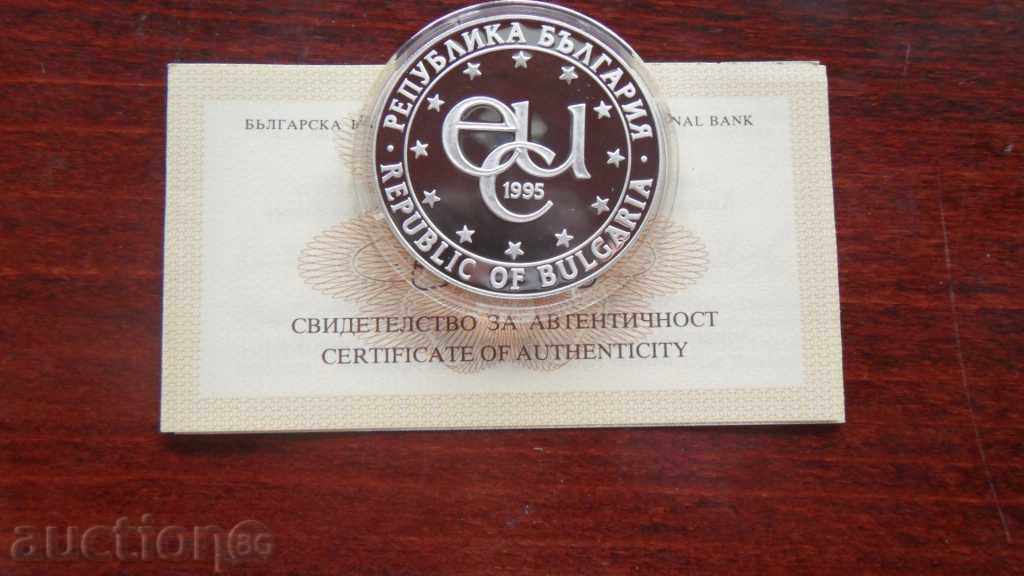 РЕПУБЛИКА БЪЛГАРИЯ
ecu
1995
REPUBLIC OF BULGARIA
БЪЛГАРСКА
NAL BANK
СВИДЕТЕЛСТВО ЗА АВТЕНТИЧНОСТ
CERTIFICATE OF AUTHENTICITY
auction BG